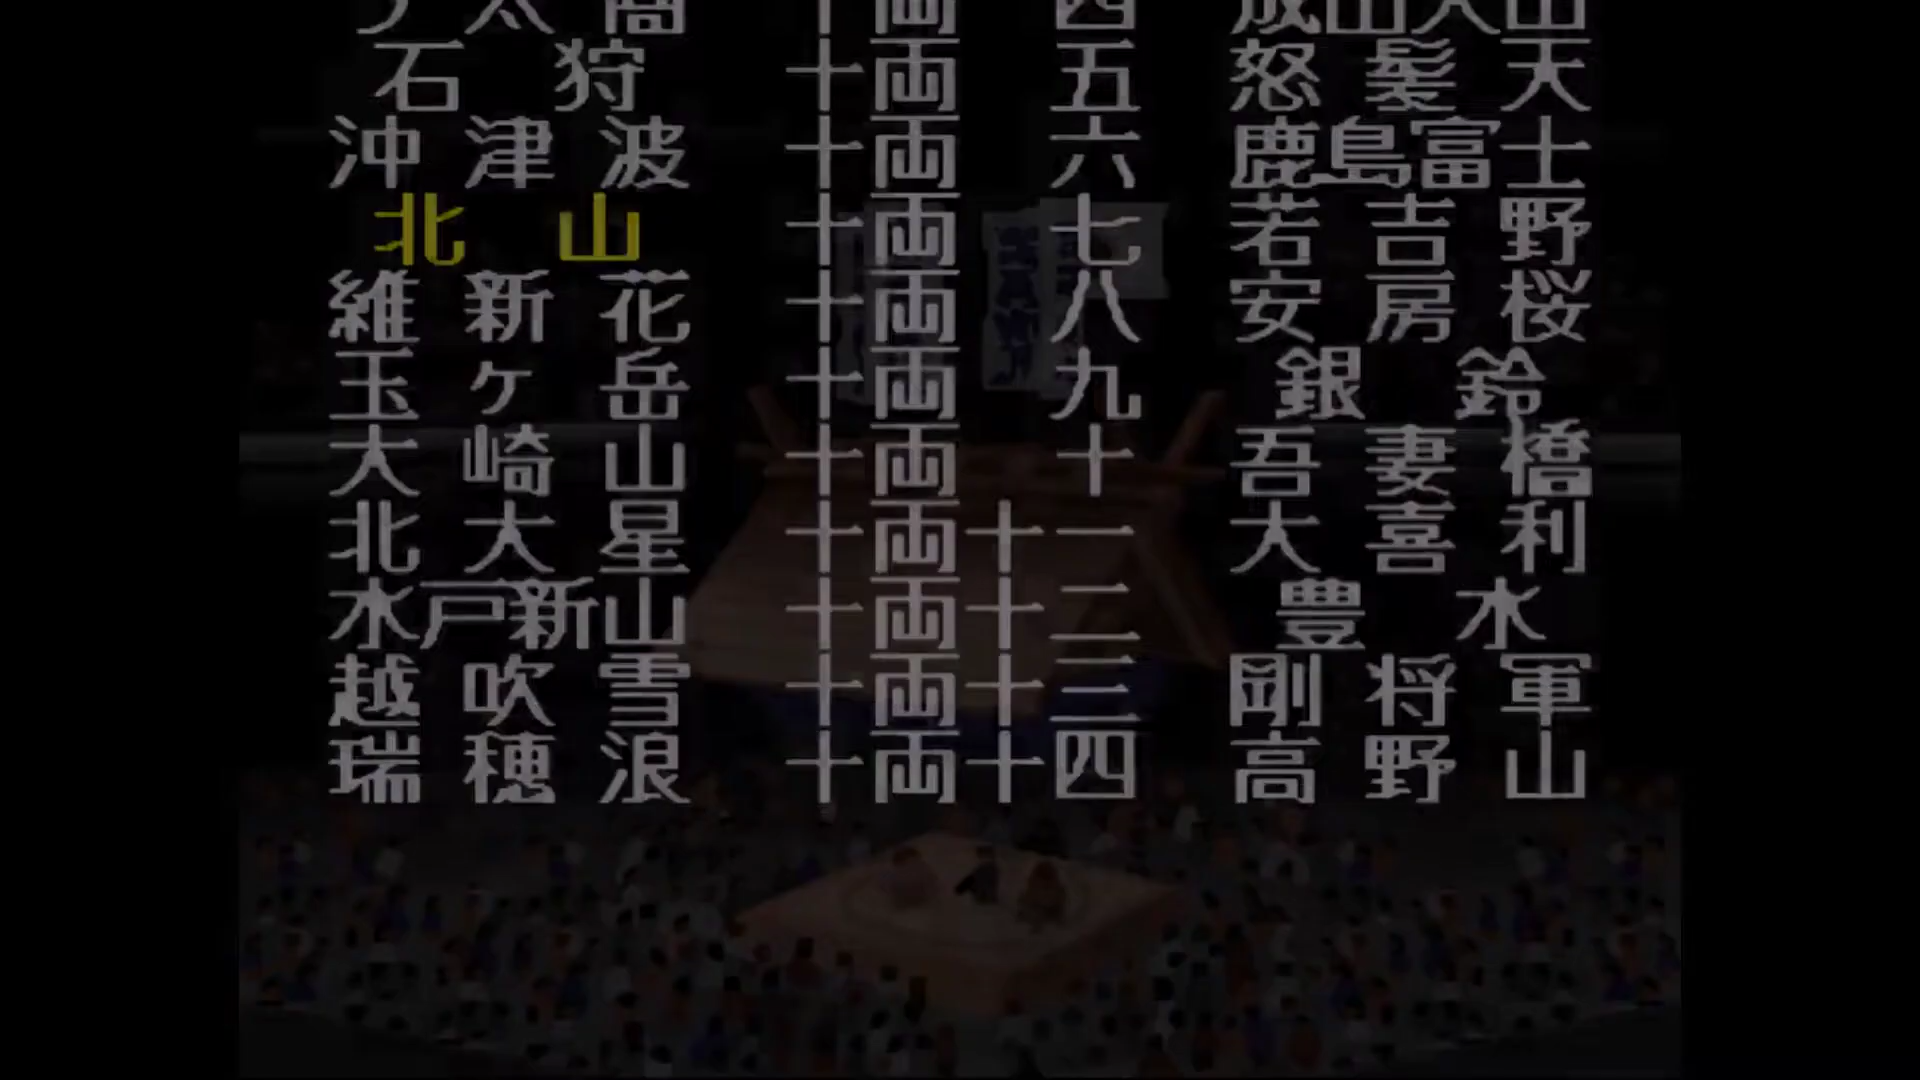 石狩 十両五 怒髪天
沖津波 十両六 鹿島富士
北山 十両七 若吉野
維新花 十両八 安房桜
玉ヶ岳 十両九 銀鈴
大崎山 十両十 吾妻橋
北大星 十両十一 大喜利
水戸新山 十両十二 豊水
越吹雪 十両十三 剛将軍
瑞穂浪 十両十四 高野山